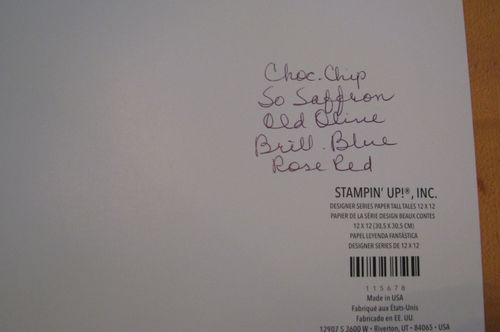 Choc. Chip
So Saffron
Old Olive
Brill. Blue
Rose Red
STAMPIN' UP!®, INC.
DESIGNER SERIES PAPER TALL TALES 12 X 12
PAPIER DE LA SÉRIE DESIGN BEAUX CONTES
12 X 12 (30,5 X 30,5 CM)
PAPEL LEYENDA FANTÁSTICA
DESIGNER SERIES DE 12 X 12
115678
Made in USA
Fabriqué aux États-Unis
Fabricado en EE. UU.
12907 S 3600 W • Riverton, UT • 84065 • USA